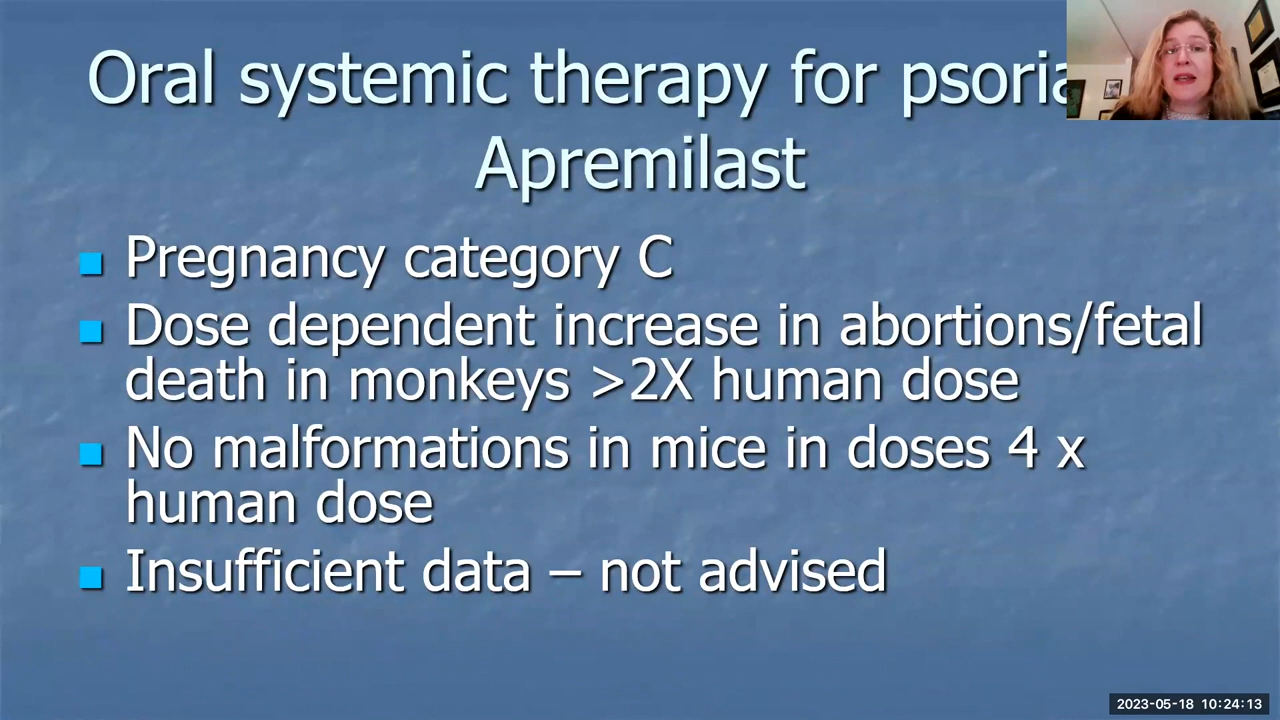 Oral systemic therapy for
Apremilast
Pregnancy category C
Dose dependent increase in abortions/fetal
death in monkeys >2X human dose
No malformations in mice in doses 4 x
human dose
Insufficient data – not advised
2023-05-18 10:24:13